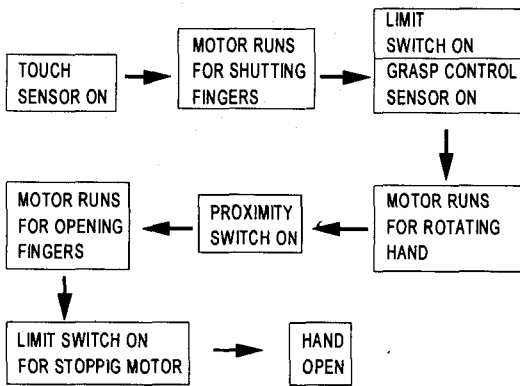 TOUCH
SENSOR ON
MOTOR RUNS
FOR SHUTTING
FINGERS
LIMIT
SWITCH ON
GRASP CONTROL
SENSOR ON
MOTOR RUNS
FOR ROTATING
HAND
PROXIMITY
SWITCH ON
MOTOR RUNS
FOR OPENING
FINGERS
LIMIT SWITCH ON
FOR STOPPIG MOTOR
HAND
OPEN